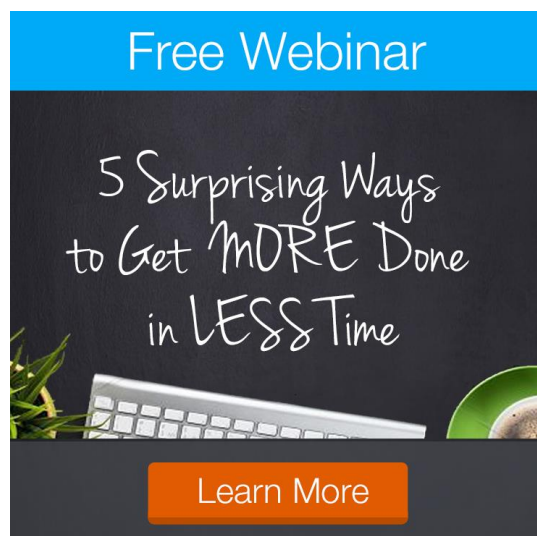 Free Webinar
5 Surprising Ways
to Get MORE Done
in LESS Time
Learn More